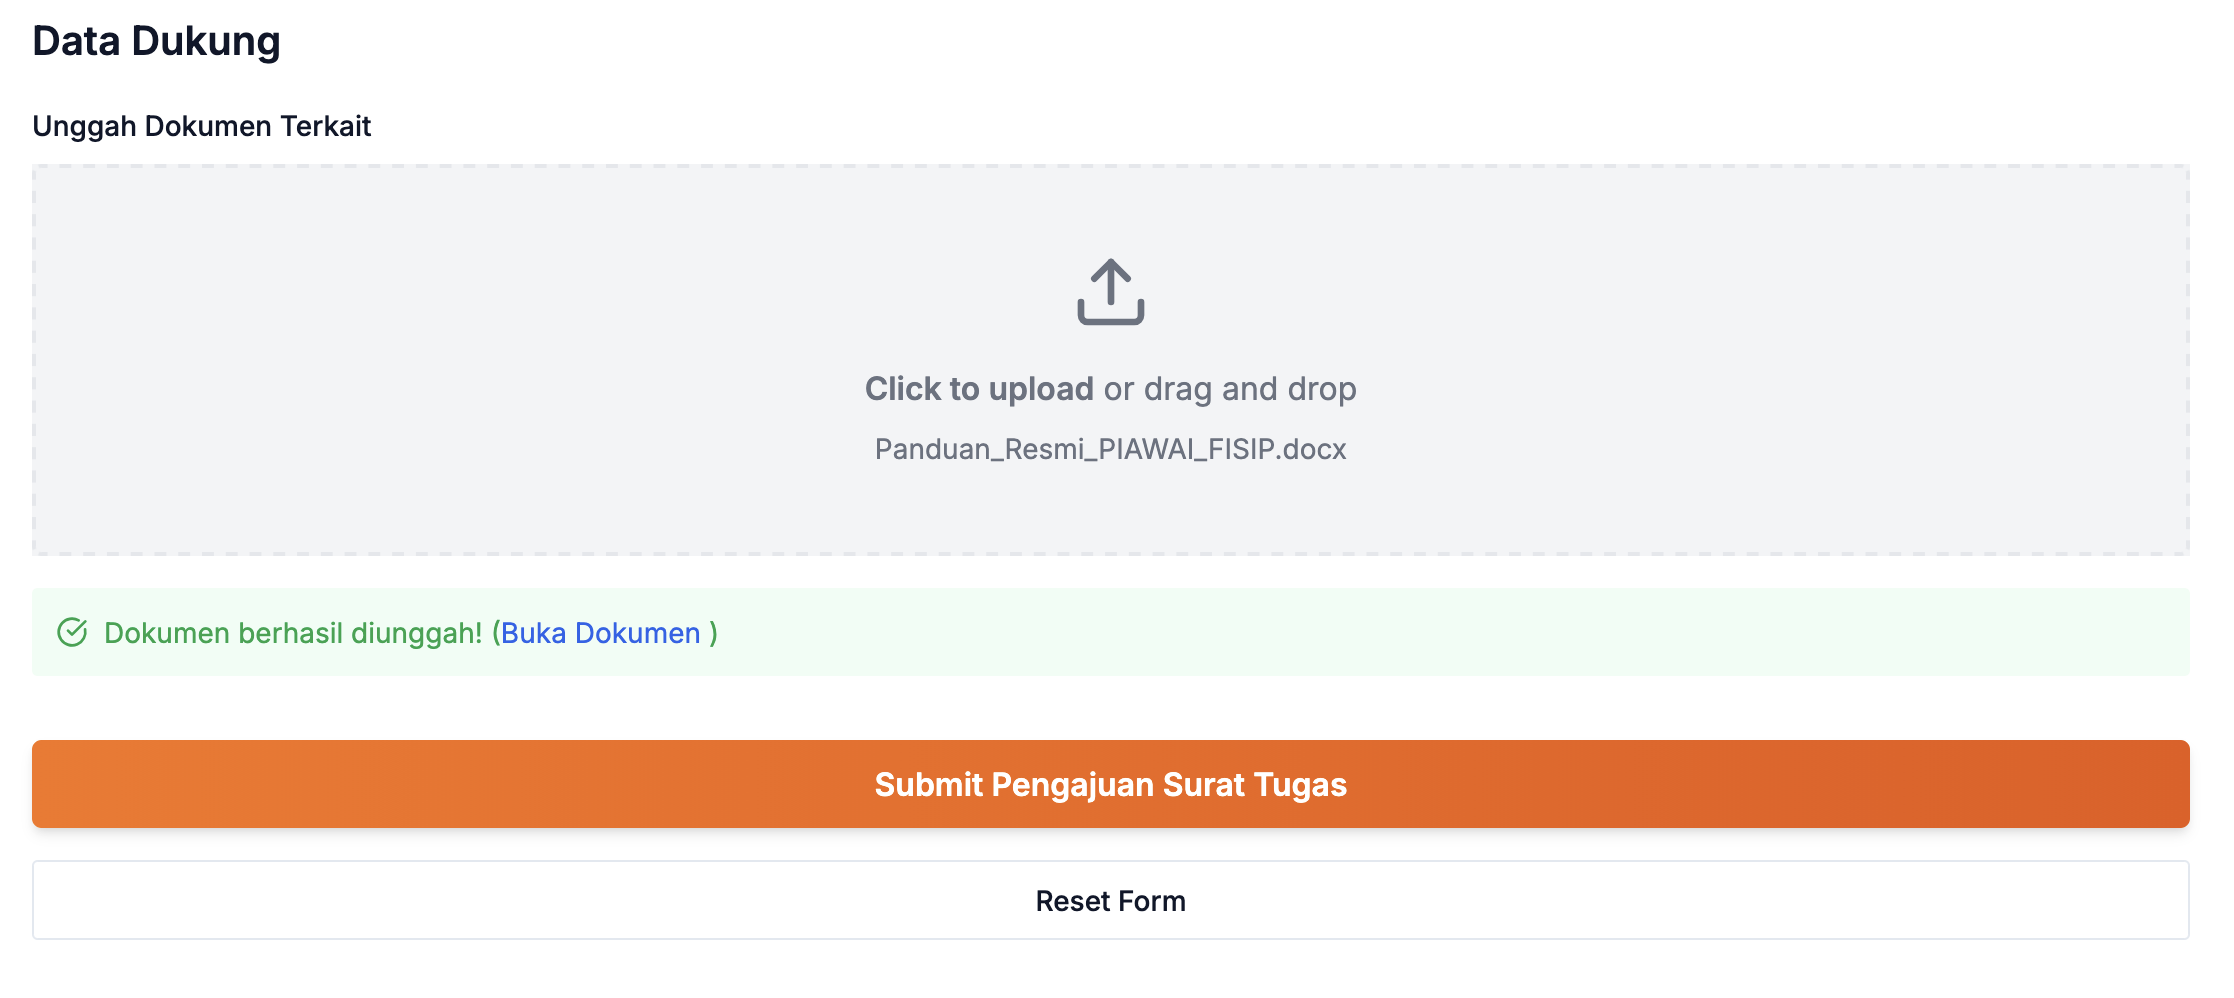 Data Dukung
Unggah Dokumen Terkait
Click to upload or drag and drop
Panduan_Resmi_PIAWAI_FISIP.docx
Dokumen berhasil diunggah! (Buka Dokumen )
Submit Pengajuan Surat Tugas
Reset Form